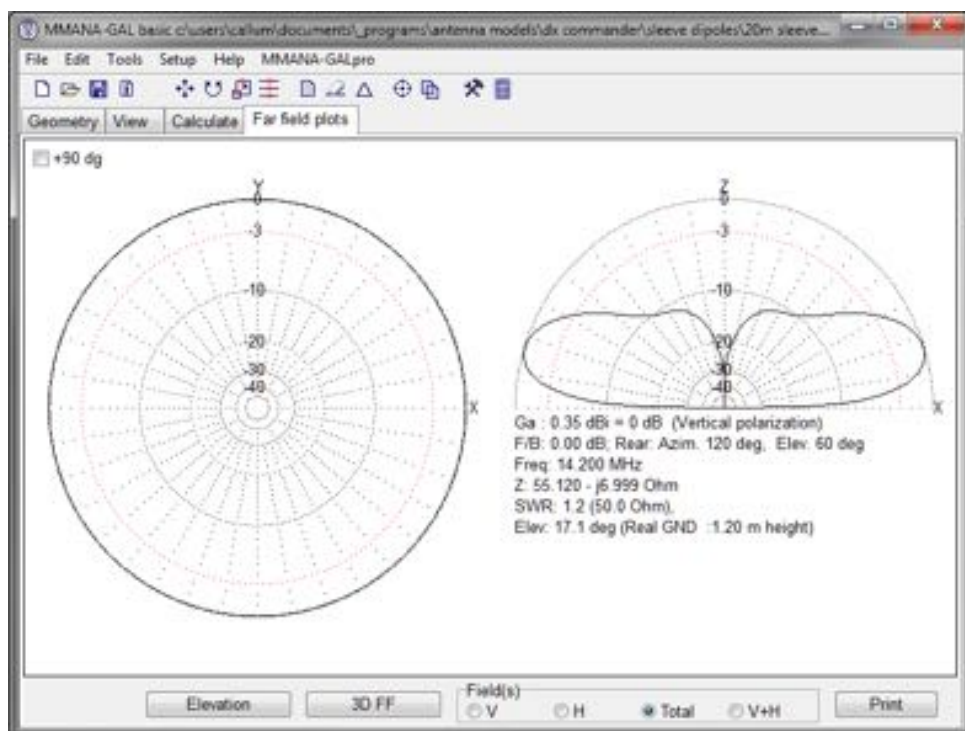 MMANA-GAL basic c:\users\callum\documents\_programs\antenna models\dx commander\sleeve dipoles\20m sleeve...
File Edit Tools Setup Help MMANA-GALpro
Geometry View Calculate Far field plots
+90 dg
Y
0
-3
-10
-20
-30
-40
X
Z
0
-3
-10
-20
-30
-40
X
Ga : 0.35 dBi = 0 dB (Vertical polarization)
F/B: 0.00 dB; Rear: Azim. 120 deg, Elev. 60 deg
Freq: 14.200 MHz
Z: 55.120 - j6.999 Ohm
SWR: 1.2 (50.0 Ohm),
Elev: 17.1 deg (Real GND :1.20 m height)
Elevation
3D FF
Field(s)
V
H
Total
V+H
Print